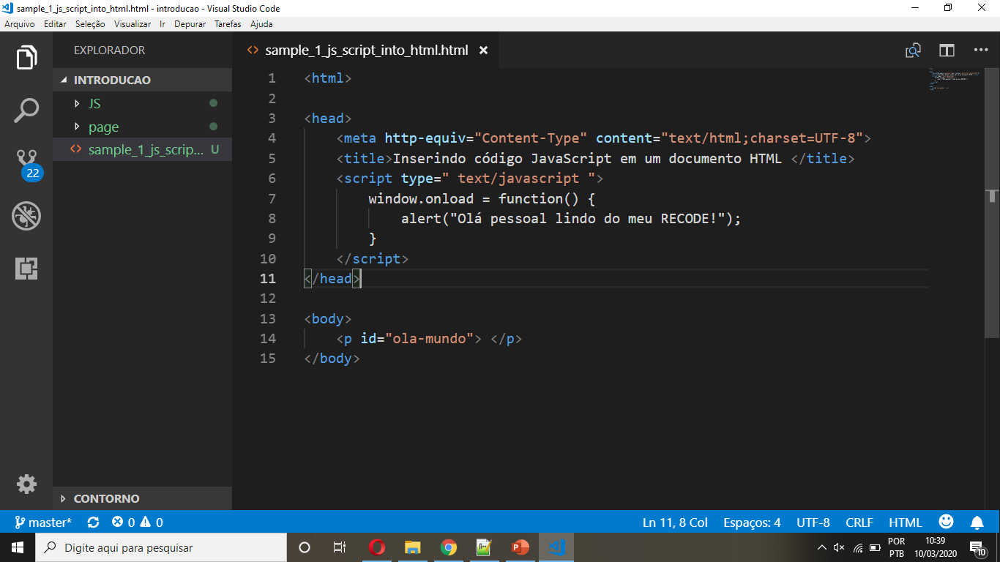 sample_1_js_script_into_html.html - introducao - Visual Studio Code
Arquivo Editar Seleção Visualizar Ir Depurar Tarefas Ajuda
EXPLORADOR
INTRODUCAO
JS
page
sample_1_js_scrip... U
22
CONTORNO
sample_1_js_script_into_html.html
1 <html>
2
3 <head>
4 <meta http-equiv="Content-Type" content="text/html;charset=UTF-8">
5 <title>Inserindo código JavaScript em um documento HTML </title>
6 <script type=" text/javascript ">
7 window.onload = function() {
8 alert("Olá pessoal lindo do meu RECODE!");
9 }
10 </script>
11 </head>
12
13 <body>
14 <p id="ola-mundo"> </p>
15 </body>
master* 0 0 Ln 11, 8 Col Espaços: 4 UTF-8 CRLF HTML
Digite aqui para pesquisar
POR
PTB
10:39
10/03/2020
10